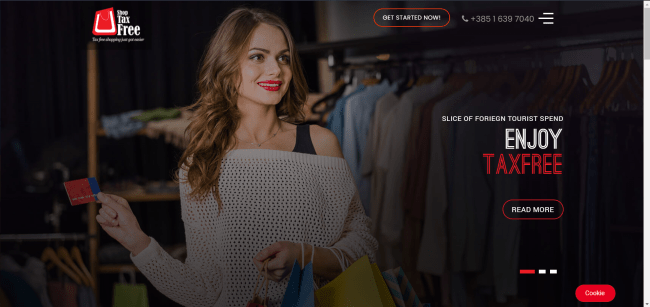 Shop
Tax
Free
Tax free shopping just got easier
GET STARTED NOW!
+385 1 639 7040
SLICE OF FORIEGN TOURIST SPEND
ENJOY
TAXFREE
READ MORE
Cookie